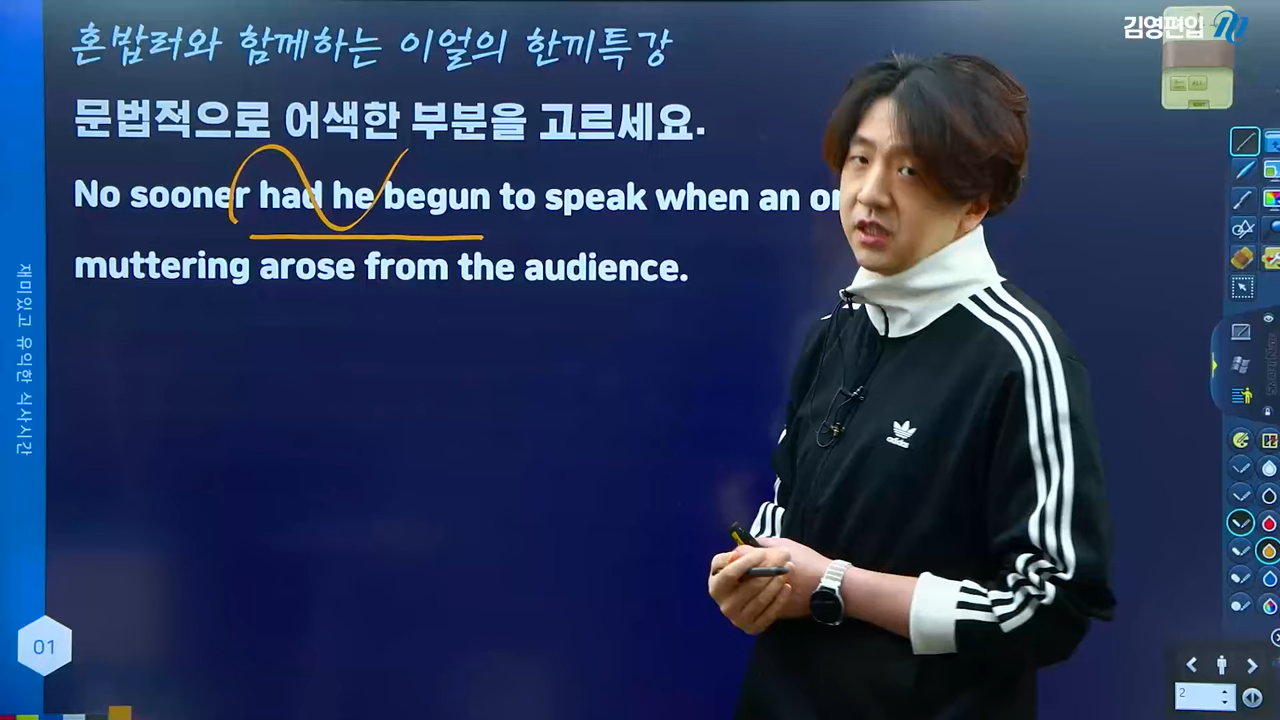 혼밥러와 함께하는 이얼의 한끼특강
김영편입
문법적으로 어색한 부분을 고르세요.
No sooner had he begun to speak when an
muttering arose from the audience.
재미있고 유익한 식사시간
adidas
01
2